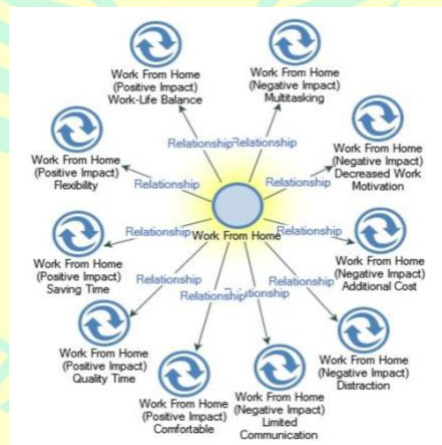 Work From Home
(Positive Impact)
Work-Life Balance
Work From Home
(Negative Impact)
Multitasking
Work From Home
(Positive Impact)
Flexibility
Work From Home
(Negative Impact)
Decreased Work
Motivation
Relationship
Relationship
Relationship
Relationship
Work From Home
(Positive Impact)
Saving Time
Relationship
Work From Home
Relationship
Work From Home
(Negative Impact)
Additional Cost
Relationship
Relationship
Relationship
Work From Home
(Positive Impact)
Quality Time
Work From Home
(Negative Impact)
Distraction
Work From Home
(Positive Impact)
Comfortable
Work From Home
(Negative Impact)
Limited
Communication